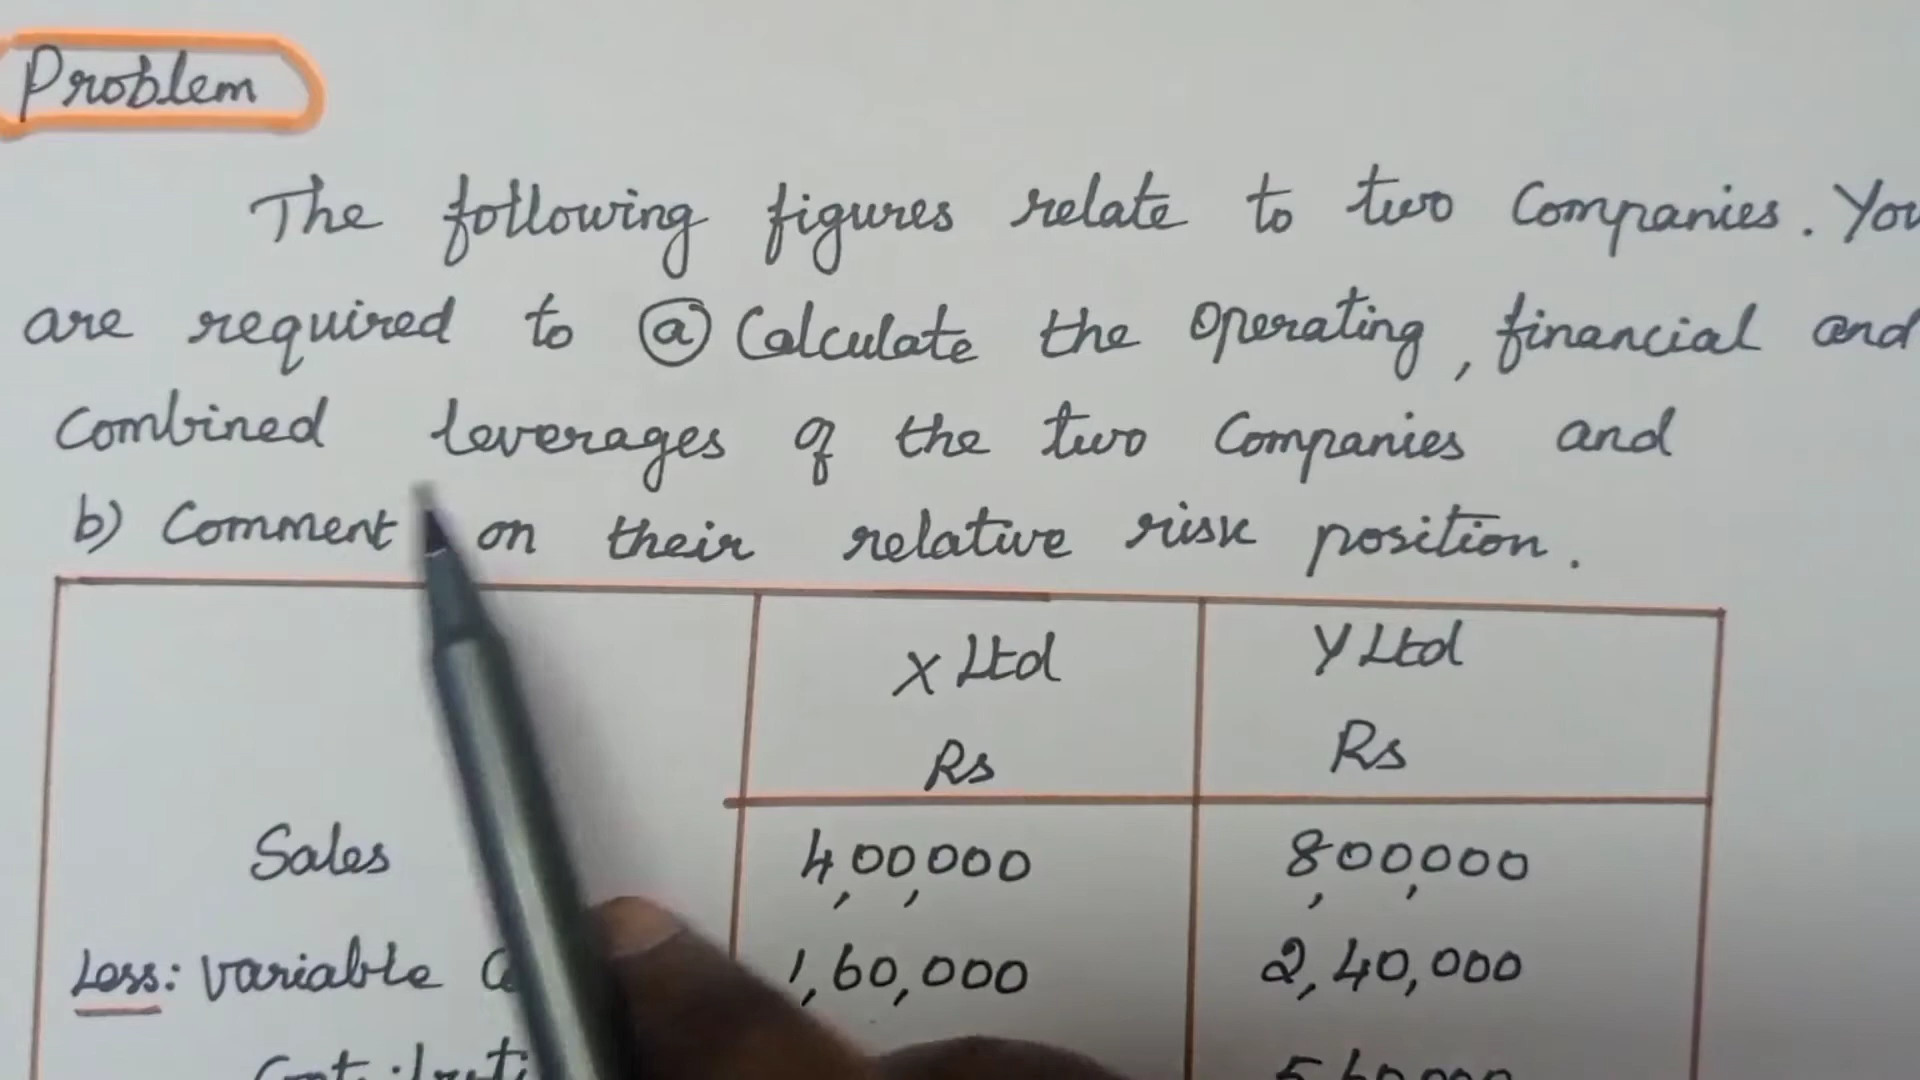 Problem
The following figures relate to two Companies. You
are required to ⓐ Calculate the operating, financial and
Combined leverages of the two Companies and
b) Comment on their relative risk position.
X Ltd Y Ltd
Rs Rs
Sales 4,00,000 8,00,000
Less: Variable 1,60,000 2,40,000